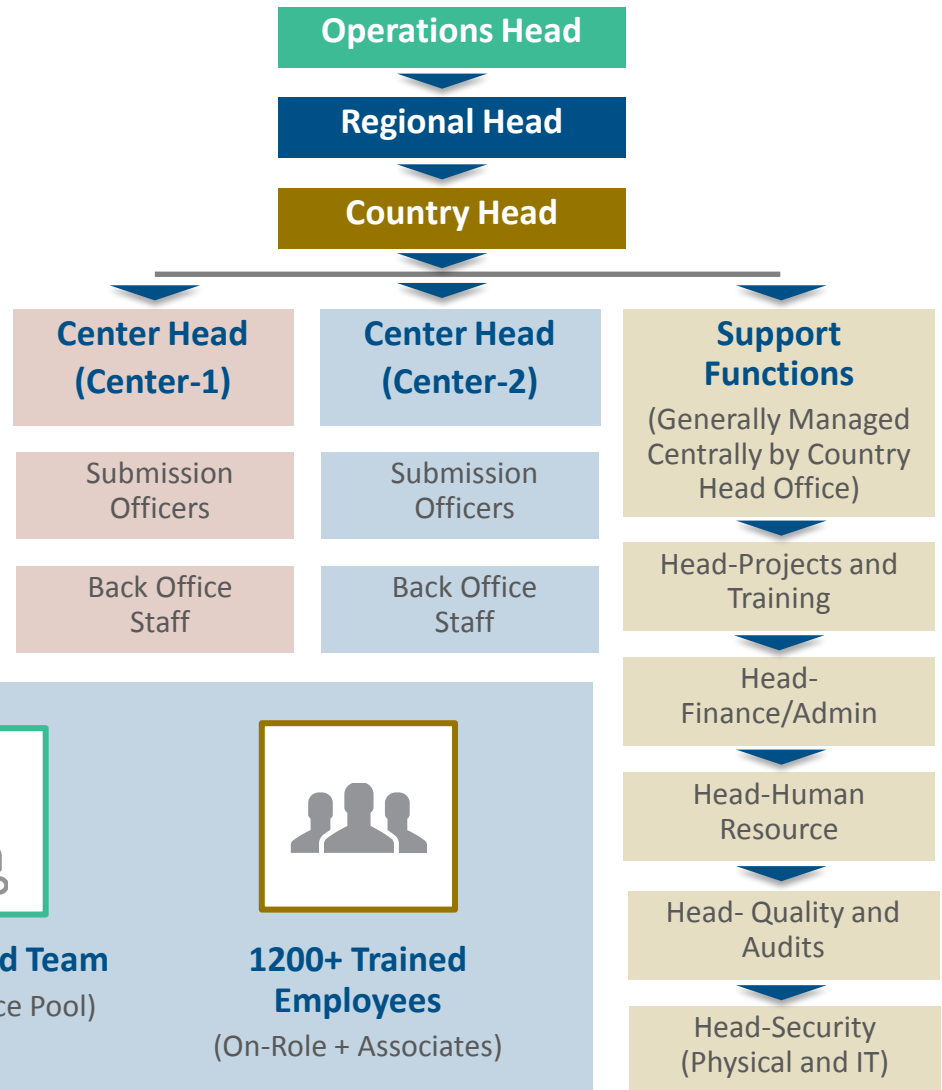 Operations Head
Regional Head
Country Head
Center Head
(Center-1)
Submission
Officers
Back Office
Staff
Center Head
(Center-2)
Submission
Officers
Back Office
Staff
Support
Functions
(Generally Managed
Centrally by Country
Head Office)
Head-Projects and
Training
Head-
Finance/Admin
Head-Human
Resource
Head- Quality and
Audits
Head-Security
(Physical and IT)
Team
Pool)
1200+ Trained
Employees
(On-Role + Associates)